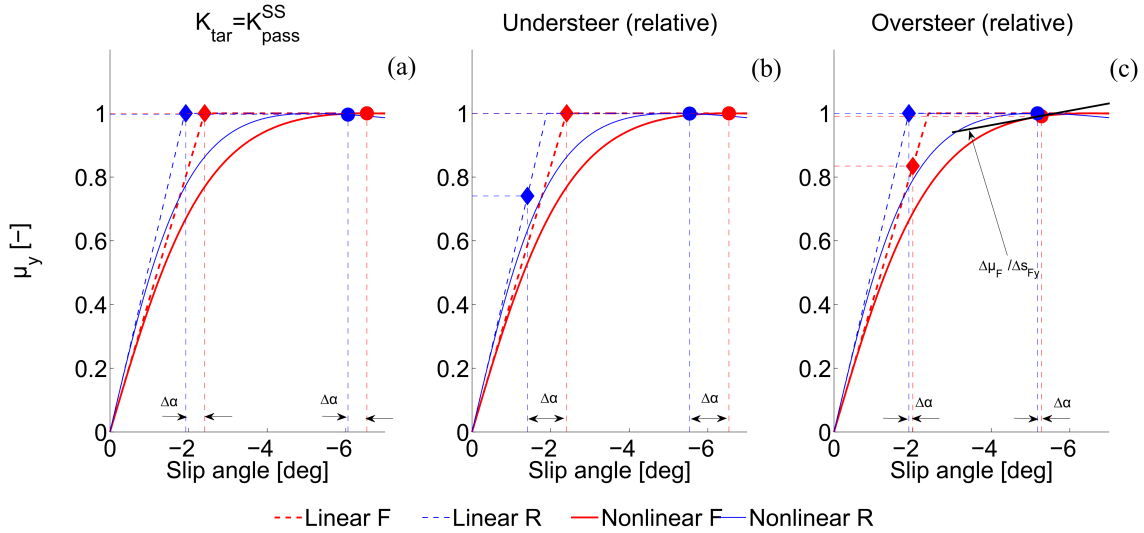 K_tar=K_pass^SS
Understeer (relative)
Oversteer (relative)
(a)
(b)
(c)
μ_y [−]
1
0.8
0.6
0.4
0.2
0
0
−2
−4
−6
Slip angle [deg]
Δα
Δα
1
0.8
0.6
0.4
0.2
0
0
−2
−4
−6
Slip angle [deg]
Δα
Δα
1
0.8
0.6
0.4
0.2
0
0
−2
−4
−6
Slip angle [deg]
Δα
Δα
Δμ_F /Δs_Fy
Linear F
Linear R
Nonlinear F
Nonlinear R